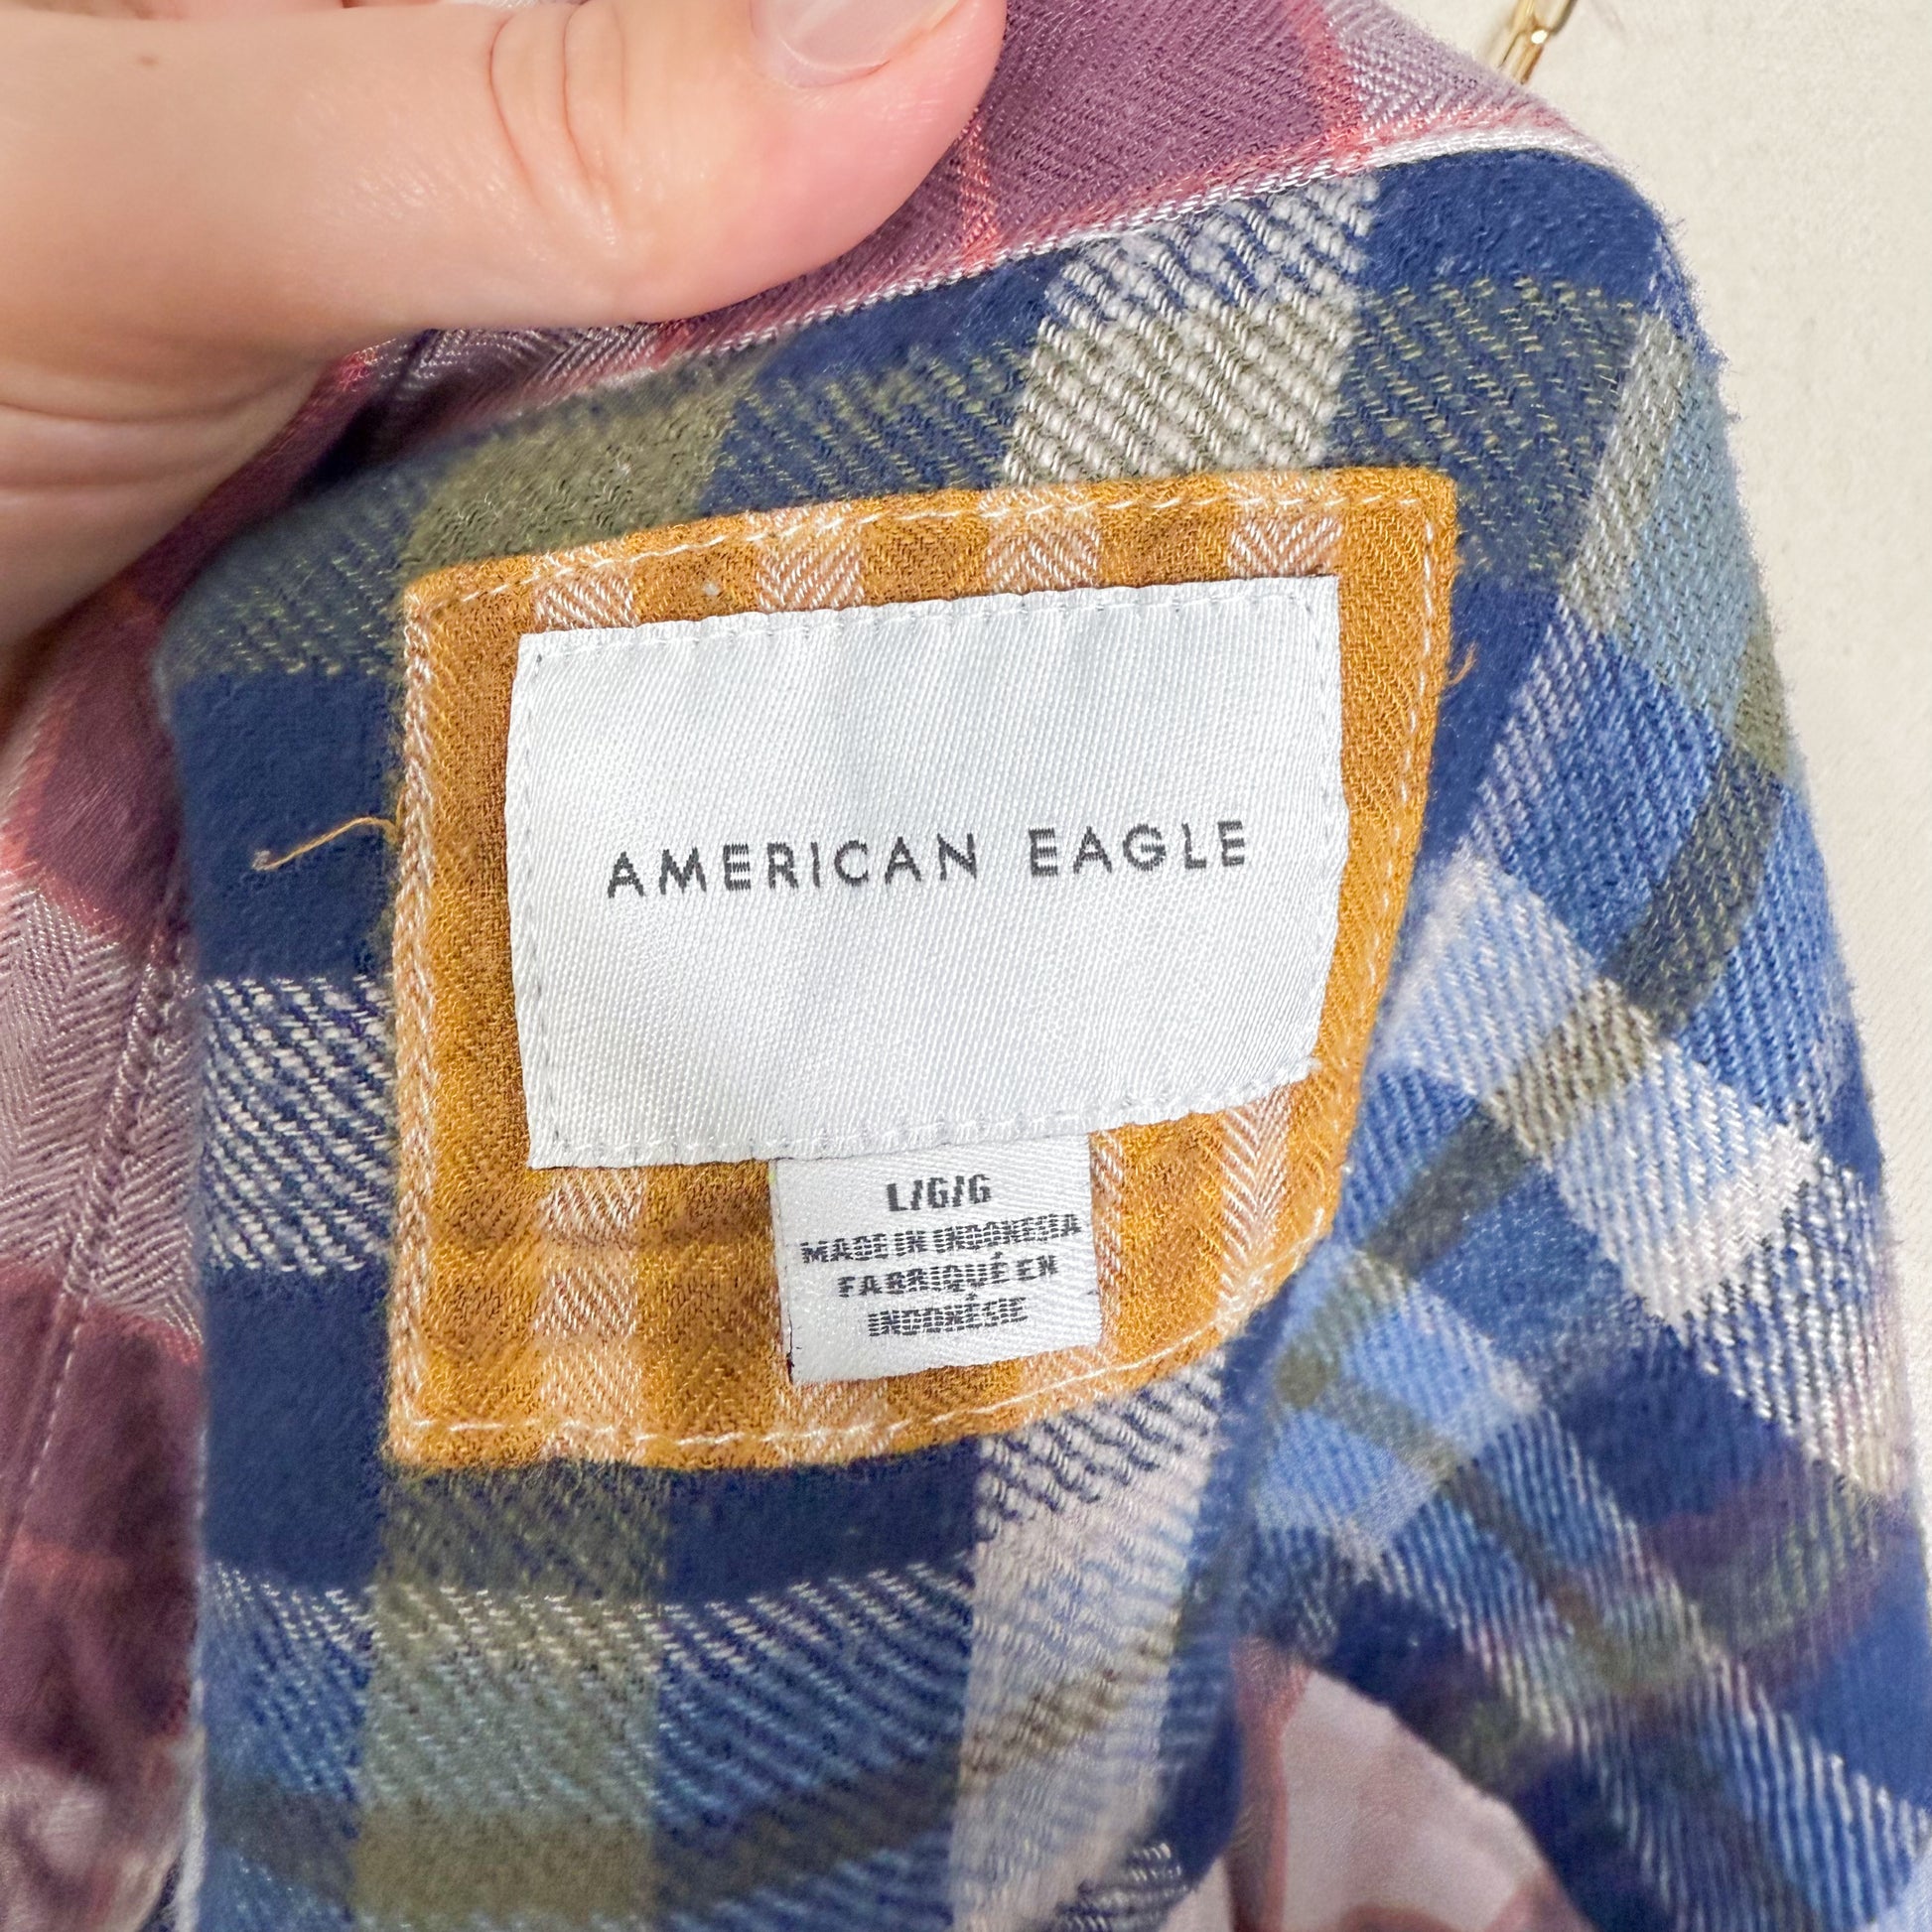 AMERICAN EAGLE
L/G/G
MADE IN INDONESIA
FABRIQUÉ EN
INDONÉSIE